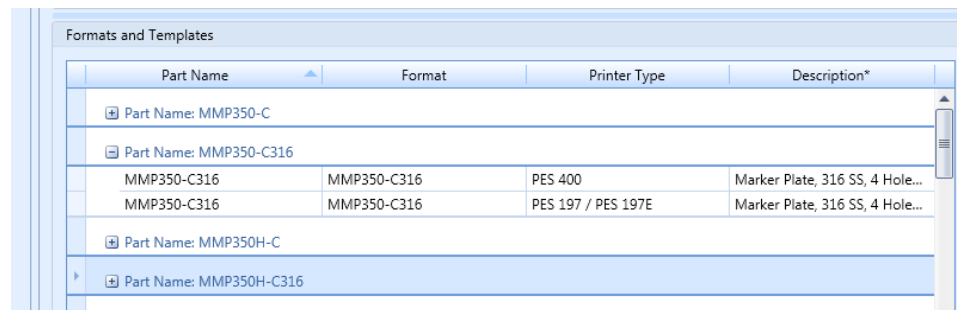 Formats and Templates
Part Name Format Printer Type Description*
Part Name: MMP350-C
Part Name: MMP350-C316
MMP350-C316 MMP350-C316 PES 400 Marker Plate, 316 SS, 4 Hole...
MMP350-C316 MMP350-C316 PES 197 / PES 197E Marker Plate, 316 SS, 4 Hole...
Part Name: MMP350H-C
Part Name: MMP350H-C316